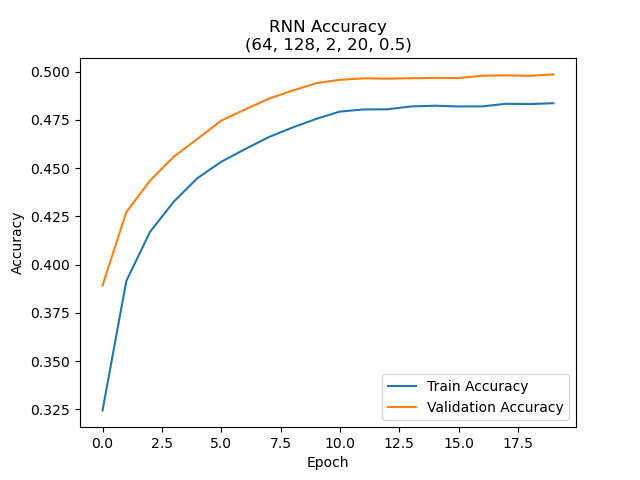 RNN Accuracy
(64, 128, 2, 20, 0.5)
Accuracy
0.500
0.475
0.450
0.425
0.400
0.375
0.350
0.325
Train Accuracy
Validation Accuracy
0.0 2.5 5.0 7.5 10.0 12.5 15.0 17.5
Epoch